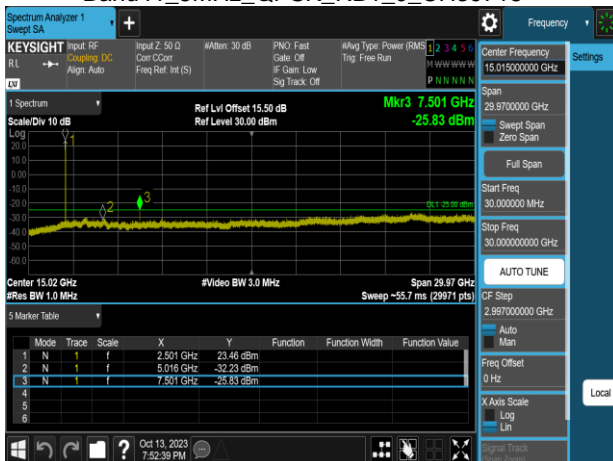 Spectrum Analyzer 1
Swept SA
+
Frequency
Settings
KEYSIGHT
RL
LXI
Input: RF
Coupling: DC
Align: Auto
Input Z: 50 Ω
Corr CCorr
Freq Ref: Int (S)
#Atten: 30 dB
PNO: Fast
Gate: Off
IF Gain: Low
Sig Track: Off
#Avg Type: Power (RMS
Trig: Free Run
1 2 3 4 5 6
M W W W W W
P N N N N N
1 Spectrum
Scale/Div 10 dB
Ref Lvl Offset 15.50 dB
Ref Level 30.00 dBm
Mkr3 7.501 GHz
-25.83 dBm
Log
20.0
10.0
0.00
-10.0
-20.0
-30.0
-40.0
-50.0
-60.0
1
2
3
DL1 -25.00 dBm
Center 15.02 GHz
#Video BW 3.0 MHz
Span 29.97 GHz
#Res BW 1.0 MHz
Sweep ~55.7 ms (29971 pts)
5 Marker Table
Mode Trace Scale X Y Function Function Width Function Value
1 N 1 f 2.501 GHz 23.46 dBm
2 N 1 f 5.016 GHz -32.23 dBm
3 N 1 f 7.501 GHz -25.83 dBm
4
5
6
Center Frequency
15.015000000 GHz
Span
29.9700000 GHz
Swept Span
Zero Span
Full Span
Start Freq
30.000000 MHz
Stop Freq
30.000000000 GHz
AUTO TUNE
CF Step
2.997000000 GHz
Auto
Man
Freq Offset
0 Hz
X Axis Scale
Log
Lin
Signal Track
Local
?
Oct 13, 2023
7:52:39 PM